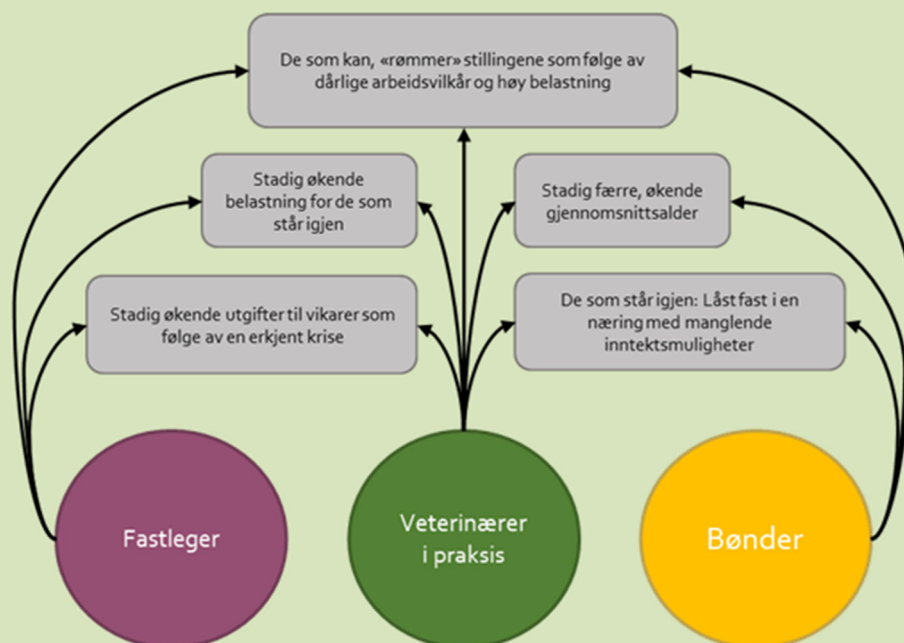 De som kan, «rømmer» stillingene som følge av
dårlige arbeidsvilkår og høy belastning
Stadig økende
belastning for de som
står igjen
Stadig færre, økende
gjennomsnittsalder
Stadig økende utgifter til vikarer som
følge av en erkjent krise
De som står igjen: Låst fast i en
næring med manglende
inntektsmuligheter
Fastleger
Veterinærer
i praksis
Bønder